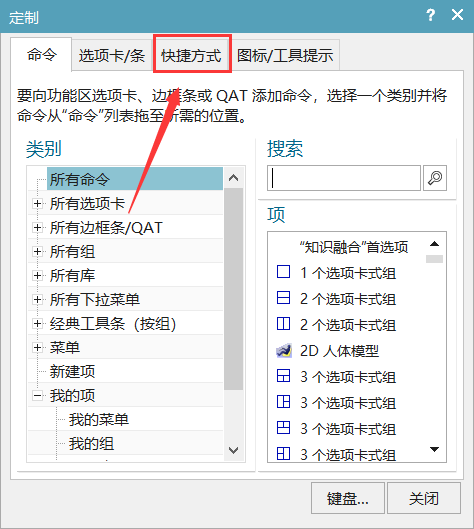 定制
命令 选项卡/条 快捷方式 图标/工具提示
要向功能区选项卡、边框条或 QAT 添加命令，选择一个类别并将
命令从“命令”列表拖至所需的位置。
类别
所有命令
所有选项卡
所有边框条/QAT
所有组
所有库
所有下拉菜单
经典工具条（按组）
菜单
新建项
我的项
我的菜单
我的组
搜索
项
“知识融合”首选项
1 个选项卡式组
2 个选项卡式组
2 个选项卡式组
2D 人体模型
3 个选项卡式组
3 个选项卡式组
3 个选项卡式组
3 个选项卡式组
键盘... 关闭